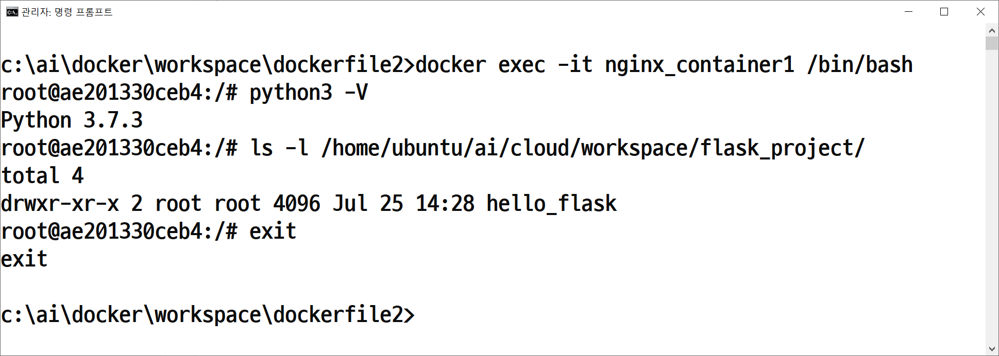 관리자: 명령 프롬프트
c:\ai\docker\workspace\dockerfile2>docker exec -it nginx_container1 /bin/bash
root@ae201330ceb4:/# python3 -V
Python 3.7.3
root@ae201330ceb4:/# ls -l /home/ubuntu/ai/cloud/workspace/flask_project/
total 4
drwxr-xr-x 2 root root 4096 Jul 25 14:28 hello_flask
root@ae201330ceb4:/# exit
exit
c:\ai\docker\workspace\dockerfile2>